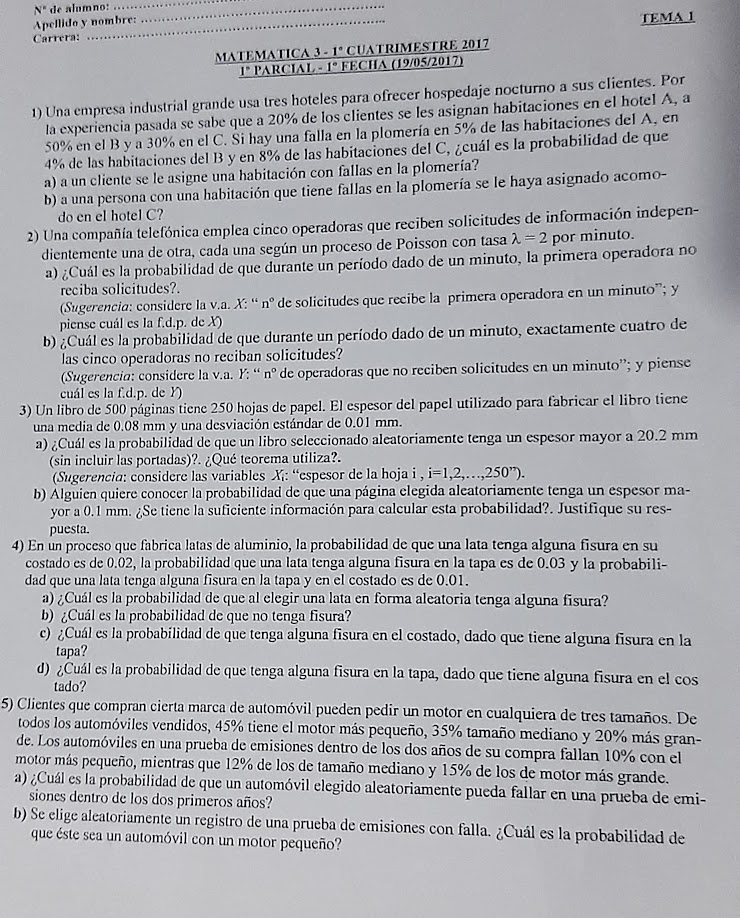 Nº de alumno: ....................
Apellido y nombre: ....................
Carrera: ....................
TEMA 1
MATEMATICA 3 - 1º CUATRIMESTRE 2017
1º PARCIAL - 1º FECHA (19/05/2017)
1) Una empresa industrial grande usa tres hoteles para ofrecer hospedaje nocturno a sus clientes. Por
la experiencia pasada se sabe que a 20% de los clientes se les asignan habitaciones en el hotel A, a
50% en el B y a 30% en el C. Si hay una falla en la plomería en 5% de las habitaciones del A, en
4% de las habitaciones del B y en 8% de las habitaciones del C, ¿cuál es la probabilidad de que
a) a un cliente se le asigne una habitación con fallas en la plomería?
b) a una persona con una habitación que tiene fallas en la plomería se le haya asignado acomo-
do en el hotel C?
2) Una compañía telefónica emplea cinco operadoras que reciben solicitudes de información indepen-
dientemente una de otra, cada una según un proceso de Poisson con tasa λ = 2 por minuto.
a) ¿Cuál es la probabilidad de que durante un período dado de un minuto, la primera operadora no
reciba solicitudes?.
(Sugerencia: considere la v.a. X: “ nº de solicitudes que recibe la primera operadora en un minuto”; y
piense cuál es la f.d.p. de X)
b) ¿Cuál es la probabilidad de que durante un período dado de un minuto, exactamente cuatro de
las cinco operadoras no reciban solicitudes?
(Sugerencia: considere la v.a. Y: “ nº de operadoras que no reciben solicitudes en un minuto”; y piense
cuál es la f.d.p. de Y)
3) Un libro de 500 páginas tiene 250 hojas de papel. El espesor del papel utilizado para fabricar el libro tiene
una media de 0.08 mm y una desviación estándar de 0.01 mm.
a) ¿Cuál es la probabilidad de que un libro seleccionado aleatoriamente tenga un espesor mayor a 20.2 mm
(sin incluir las portadas)?. ¿Qué teorema utiliza?.
(Sugerencia: considere las variables Xi: “espesor de la hoja i , i=1,2,…,250”).
b) Alguien quiere conocer la probabilidad de que una página elegida aleatoriamente tenga un espesor ma-
yor a 0.1 mm. ¿Se tiene la suficiente información para calcular esta probabilidad?. Justifique su res-
puesta.
4) En un proceso que fabrica latas de aluminio, la probabilidad de que una lata tenga alguna fisura en su
costado es de 0.02, la probabilidad que una lata tenga alguna fisura en la tapa es de 0.03 y la probabili-
dad que una lata tenga alguna fisura en la tapa y en el costado es de 0.01.
a) ¿Cuál es la probabilidad de que al elegir una lata en forma aleatoria tenga alguna fisura?
b) ¿Cuál es la probabilidad de que no tenga fisura?
c) ¿Cuál es la probabilidad de que tenga alguna fisura en el costado, dado que tiene alguna fisura en la
tapa?
d) ¿Cuál es la probabilidad de que tenga alguna fisura en la tapa, dado que tiene alguna fisura en el cos
tado?
5) Clientes que compran cierta marca de automóvil pueden pedir un motor en cualquiera de tres tamaños. De
todos los automóviles vendidos, 45% tiene el motor más pequeño, 35% tamaño mediano y 20% más gran-
de. Los automóviles en una prueba de emisiones dentro de los dos años de su compra fallan 10% con el
motor más pequeño, mientras que 12% de los de tamaño mediano y 15% de los de motor más grande.
a) ¿Cuál es la probabilidad de que un automóvil elegido aleatoriamente pueda fallar en una prueba de emi-
siones dentro de los dos primeros años?
b) Se elige aleatoriamente un registro de una prueba de emisiones con falla. ¿Cuál es la probabilidad de
que éste sea un automóvil con un motor pequeño?